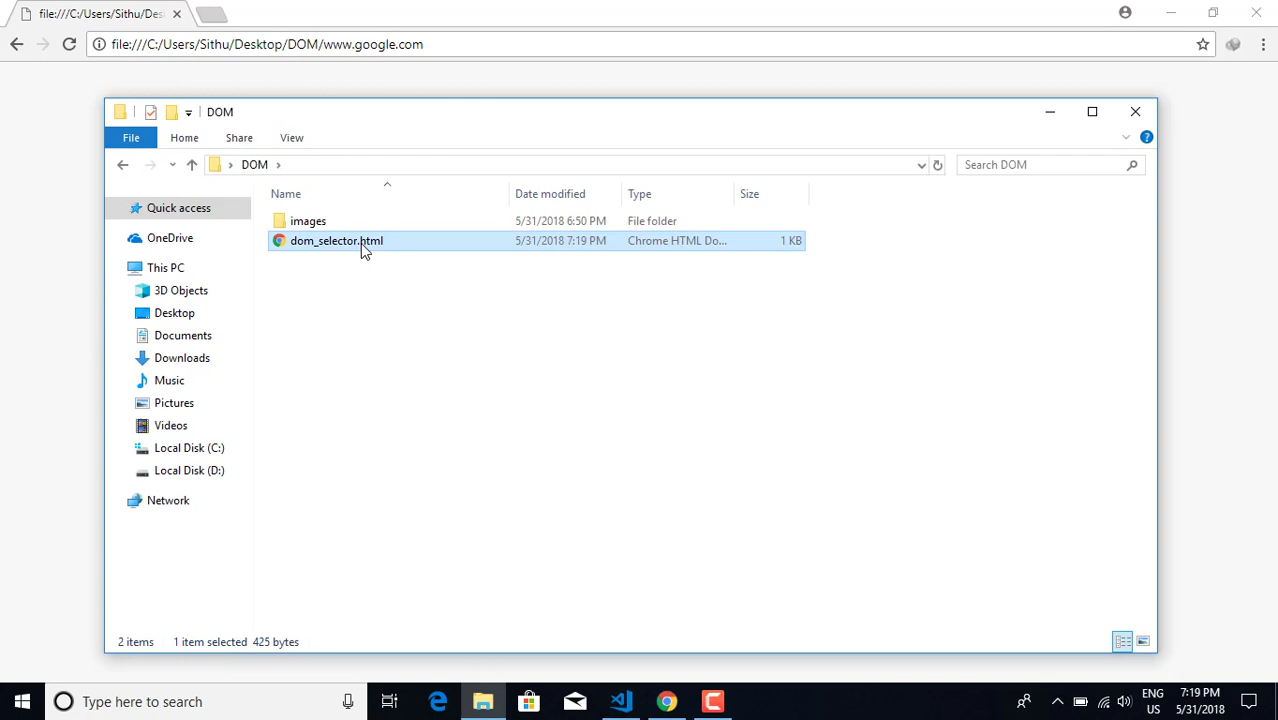 file:///C:/Users/Sithu/Des
file:///C:/Users/Sithu/Desktop/DOM/www.google.com
DOM
File Home Share View
DOM
Search DOM
Name Date modified Type Size
images 5/31/2018 6:50 PM File folder
dom_selector.html 5/31/2018 7:19 PM Chrome HTML Do... 1 KB
Quick access
OneDrive
This PC
3D Objects
Desktop
Documents
Downloads
Music
Pictures
Videos
Local Disk (C:)
Local Disk (D:)
Network
2 items 1 item selected 425 bytes
Type here to search
ENG
US
7:19 PM
5/31/2018